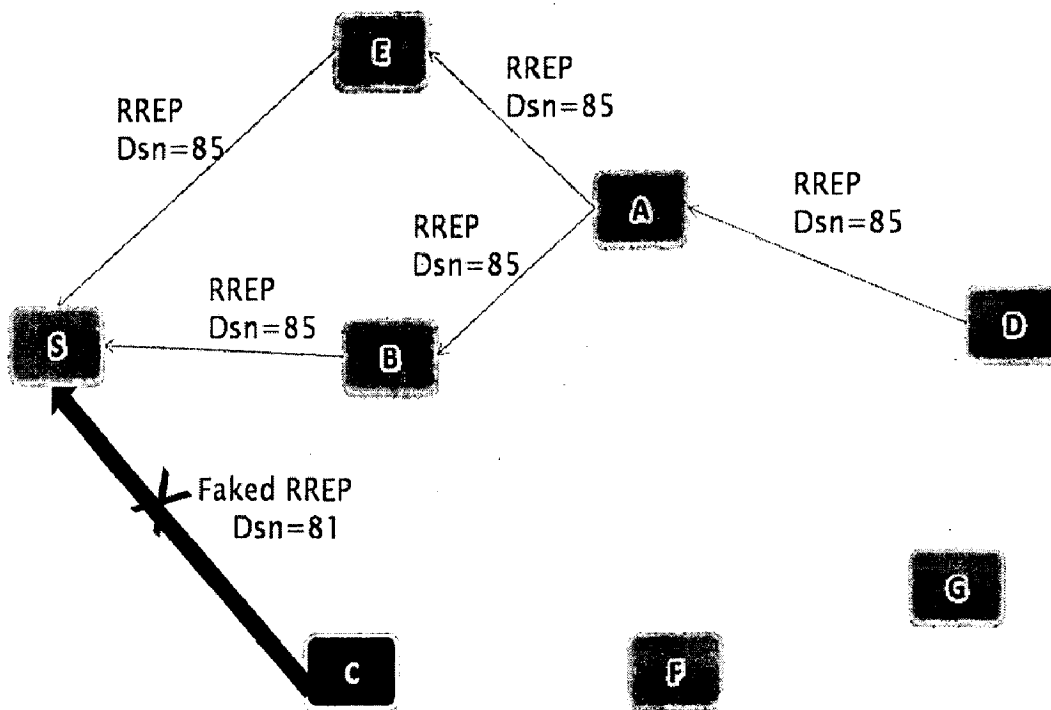 E
RREP
Dsn=85
RREP
Dsn=85
A
RREP
Dsn=85
RREP
Dsn=85
RREP
Dsn=85
S
B
D
Faked RREP
Dsn=81
G
C
F